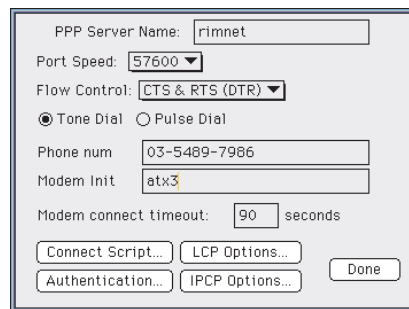 PPP Server Name: rimnet
Port Speed: 57600
Flow Control: CTS & RTS (DTR)
Tone Dial Pulse Dial
Phone num 03-5489-7986
Modem Init atx3
Modem connect timeout: 90 seconds
Connect Script... LCP Options...
Done
Authentication... IPCP Options...